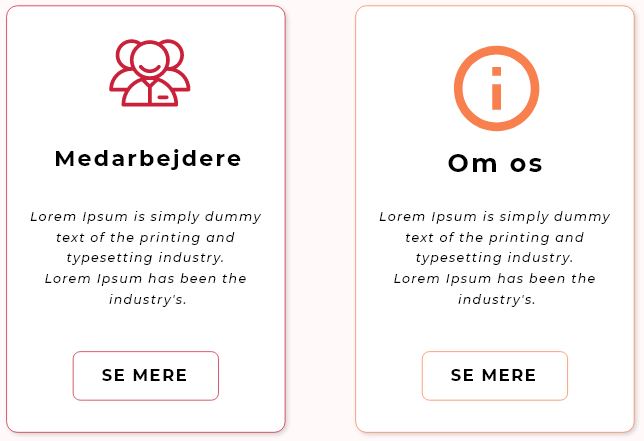 Medarbejdere
Lorem Ipsum is simply dummy
text of the printing and
typesetting industry.
Lorem Ipsum has been the
industry's.
SE MERE
Om os
Lorem Ipsum is simply dummy
text of the printing and
typesetting industry.
Lorem Ipsum has been the
industry's.
SE MERE